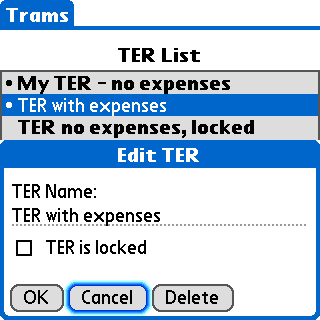 Trams
TER List
• My TER - no expenses
• TER with expenses
TER no expenses, locked
Edit TER
TER Name:
TER with expenses
TER is locked
OK Cancel Delete